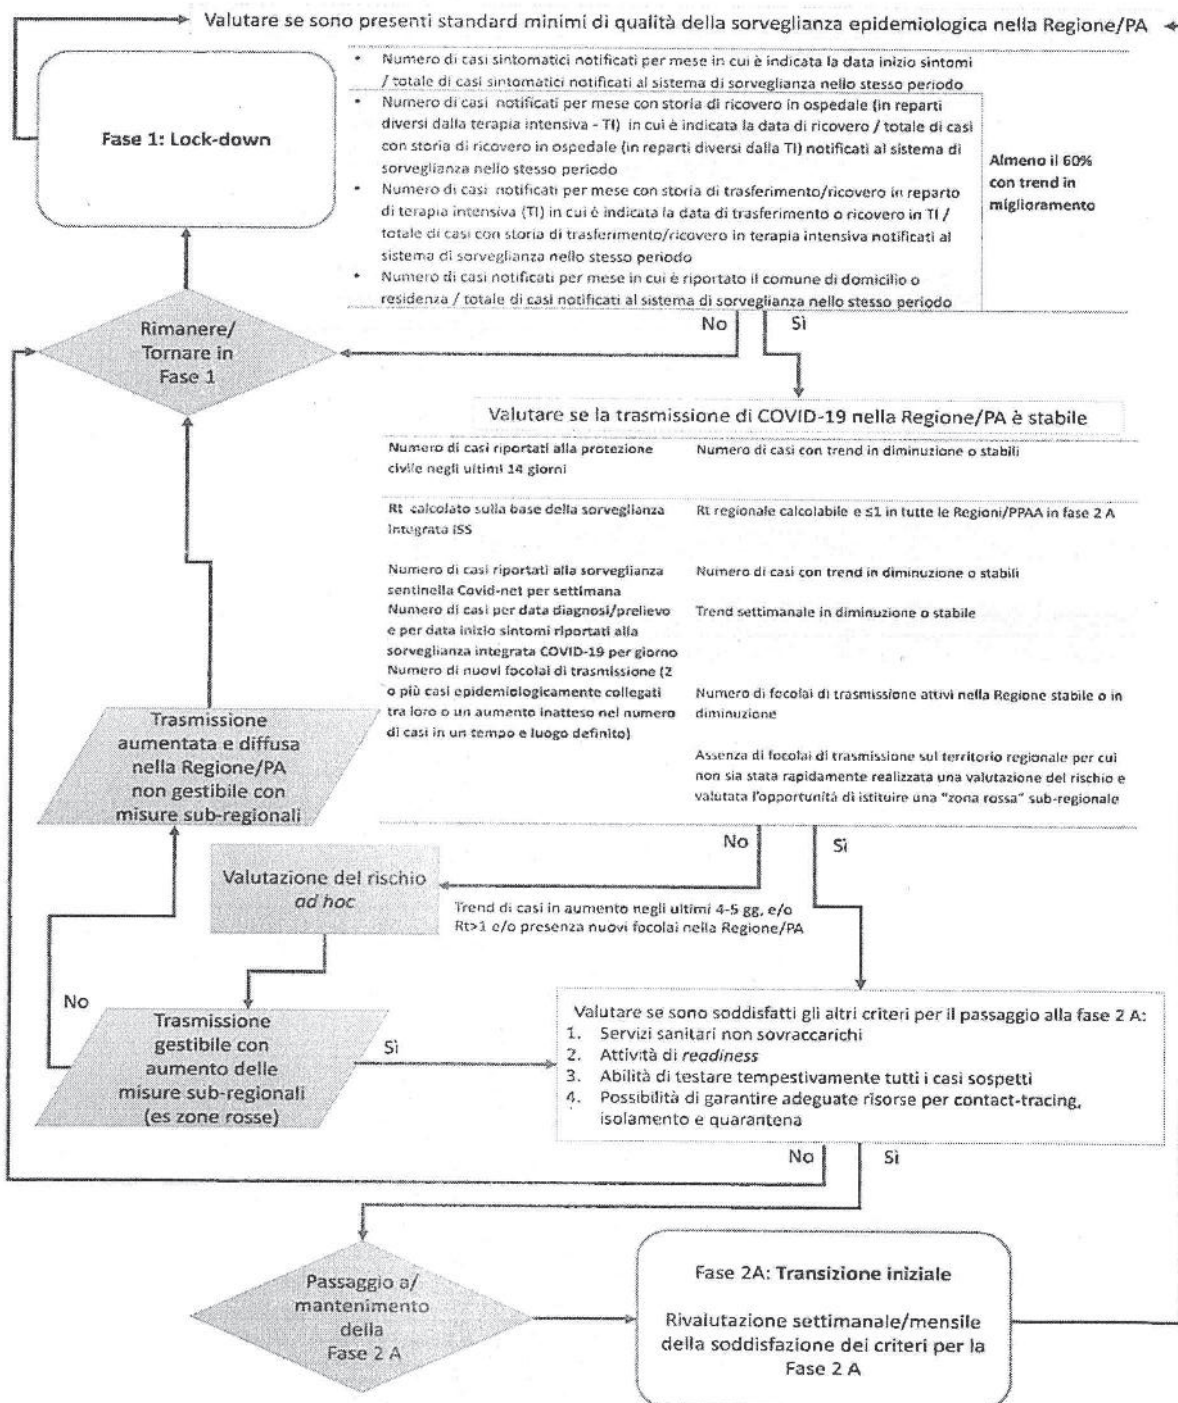 Valutare se sono presenti standard minimi di qualità della sorveglianza epidemiologica nella Regione/PA
Fase 1: Lock-down
• Numero di casi sintomatici notificati per mese in cui è indicata la data inizio sintomi
/ totale di casi sintomatici notificati al sistema di sorveglianza nello stesso periodo
• Numero di casi notificati per mese con storia di ricovero in ospedale (in reparti
diversi dalla terapia intensiva - TI) in cui è indicata la data di ricovero / totale di casi
con storia di ricovero in ospedale (in reparti diversi dalla TI) notificati al sistema di
sorveglianza nello stesso periodo
• Numero di casi notificati per mese con storia di trasferimento/ricovero in reparto
di terapia intensiva (TI) in cui è indicata la data di trasferimento o ricovero in TI /
totale di casi con storia di trasferimento/ricovero in terapia intensiva notificati al
sistema di sorveglianza nello stesso periodo
• Numero di casi notificati per mese in cui è riportato il comune di domicilio o
residenza / totale di casi notificati al sistema di sorveglianza nello stesso periodo
Almeno il 60%
con trend in
miglioramento
No
Sì
Rimanere/
Tornare in
Fase 1
Valutare se la trasmissione di COVID-19 nella Regione/PA è stabile
Numero di casi riportati alla protezione
civile negli ultimi 14 giorni
Numero di casi con trend in diminuzione o stabili
Rt calcolato sulla base della sorveglianza
integrata ISS
Rt regionale calcolabile e ≤1 in tutte le Regioni/PPAA in fase 2 A
Numero di casi riportati alla sorveglianza
sentinella Covid-net per settimana
Numero di casi con trend in diminuzione o stabili
Numero di casi per data diagnosi/prelievo
e per data inizio sintomi riportati alla
sorveglianza integrata COVID-19 per giorno
Trend settimanale in diminuzione o stabile
Numero di nuovi focolai di trasmissione (2
o più casi epidemiologicamente collegati
tra loro o un aumento inatteso nel numero
di casi in un tempo e luogo definito)
Numero di focolai di trasmissione attivi nella Regione stabile o in
diminuzione
Assenza di focolai di trasmissione sul territorio regionale per cui
non sia stata rapidamente realizzata una valutazione del rischio e
valutata l'opportunità di istituire una "zona rossa" sub-regionale
Trasmissione
aumentata e diffusa
nella Regione/PA
non gestibile con
misure sub-regionali
No
Sì
Valutazione del rischio
ad hoc
Trend di casi in aumento negli ultimi 4-5 gg, e/o
Rt>1 e/o presenza nuovi focolai nella Regione/PA
No
Trasmissione
gestibile con
aumento delle
misure sub-regionali
(es zone rosse)
Sì
Valutare se sono soddisfatti gli altri criteri per il passaggio alla fase 2 A:
1. Servizi sanitari non sovraccarichi
2. Attività di readiness
3. Abilità di testare tempestivamente tutti i casi sospetti
4. Possibilità di garantire adeguate risorse per contact-tracing,
isolamento e quarantena
No
Sì
Passaggio a/
mantenimento
della
Fase 2 A
Fase 2A: Transizione iniziale
Rivalutazione settimanale/mensile
della soddisfazione dei criteri per la
Fase 2 A